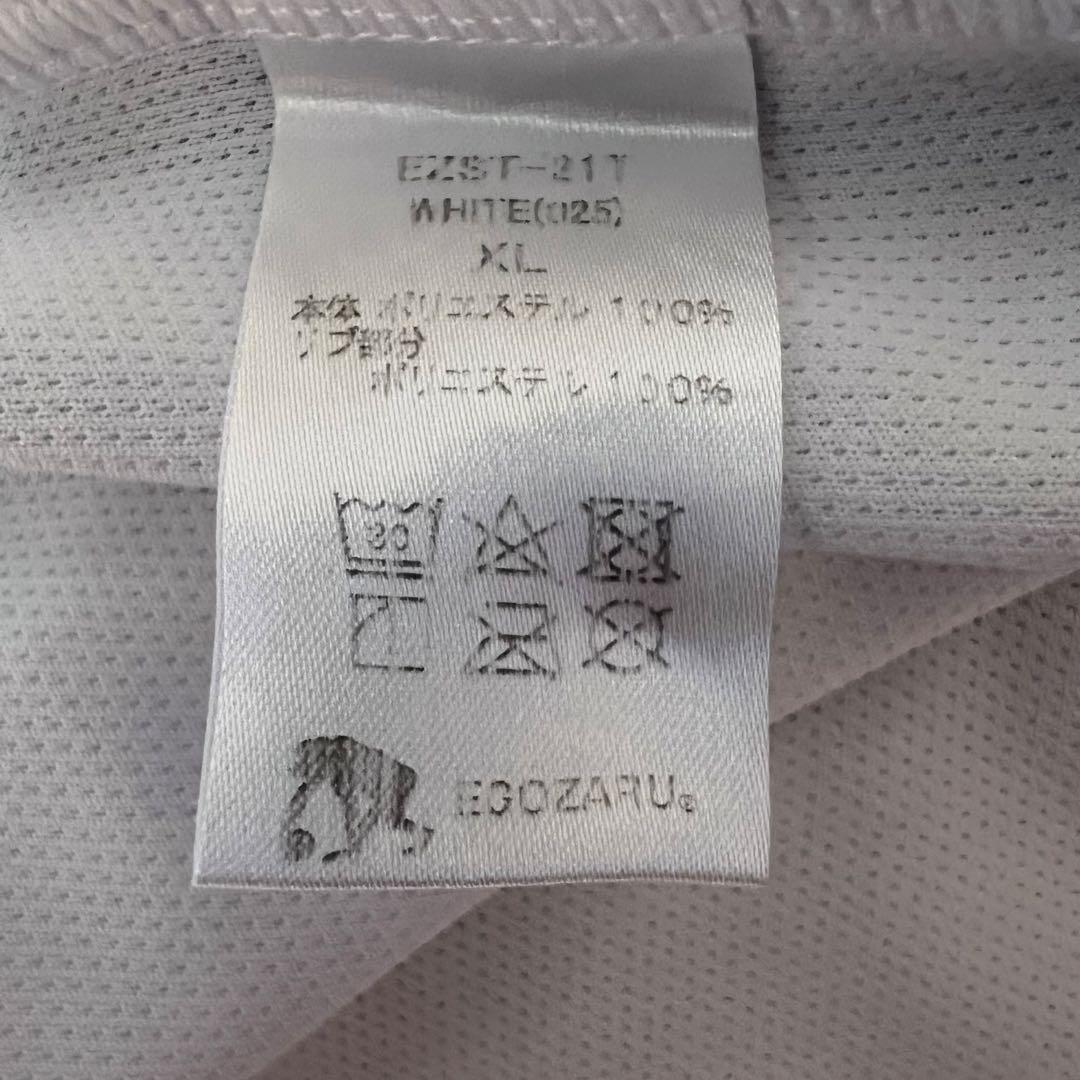 EZST-211
WHITE(025)
XL
本体 ポリエステル 100%
リブ部分
ポリエステル 100%
30
EGOZARU®